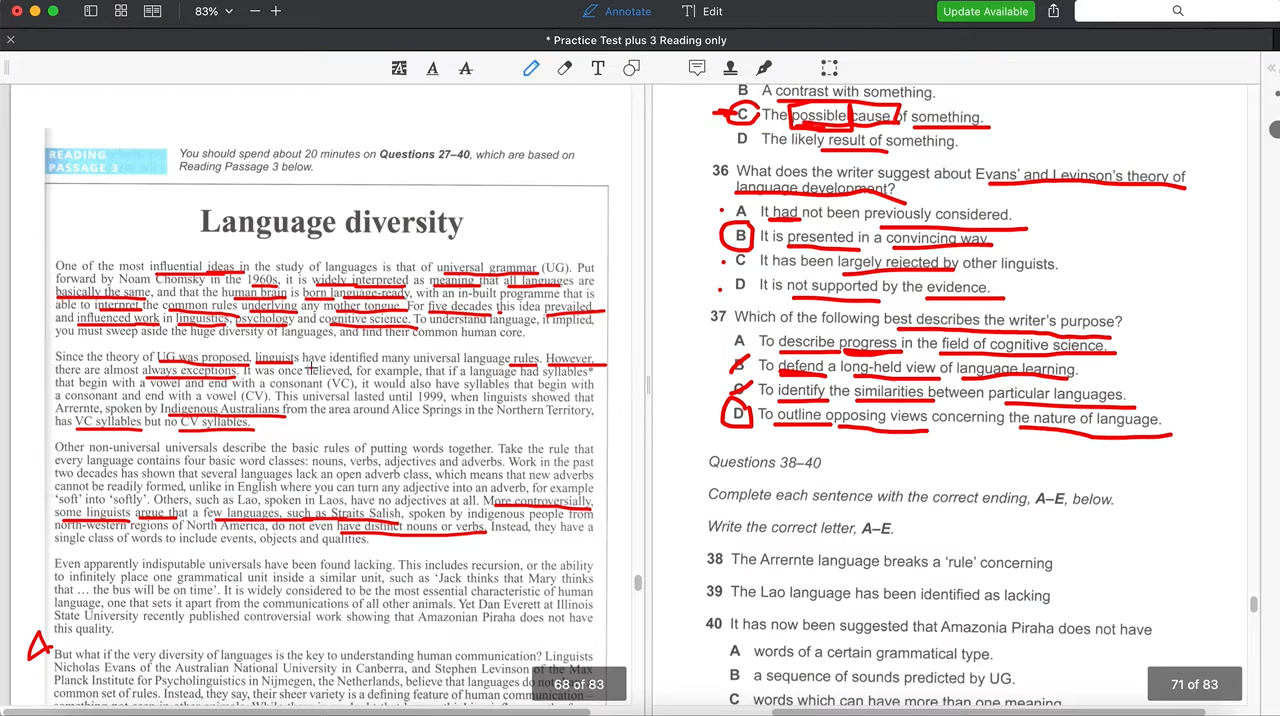 83%
Annotate
Edit
Update Available
* Practice Test plus 3 Reading only
READING
PASSAGE 3
You should spend about 20 minutes on Questions 27–40, which are based on
Reading Passage 3 below.
Language diversity
One of the most influential ideas in the study of languages is that of universal grammar (UG). Put
forward by Noam Chomsky in the 1960s, it is widely interpreted as meaning that all languages are
basically the same, and that the human brain is born language-ready, with an in-built programme that is
able to interpret the common rules underlying any mother tongue. For five decades this idea prevailed,
and influenced work in linguistics, psychology and cognitive science. To understand language, it implied,
you must sweep aside the huge diversity of languages, and find their common human core.
Since the theory of UG was proposed, linguists have identified many universal language rules. However,
there are almost always exceptions. It was once believed, for example, that if a language had syllables*
that begin with a vowel and end with a consonant (VC), it would also have syllables that begin with
a consonant and end with a vowel (CV). This universal lasted until 1999, when linguists showed that
Arrernte, spoken by Indigenous Australians from the area around Alice Springs in the Northern Territory,
has VC syllables but no CV syllables.
Other non-universal universals describe the basic rules of putting words together. Take the rule that
every language contains four basic word classes: nouns, verbs, adjectives and adverbs. Work in the past
two decades has shown that several languages lack an open adverb class, which means that new adverbs
cannot be readily formed, unlike in English where you can turn any adjective into an adverb, for example
‘soft’ into ‘softly’. Others, such as Lao, spoken in Laos, have no adjectives at all. More controversially,
some linguists argue that a few languages, such as Straits Salish, spoken by indigenous people from
north-western regions of North America, do not even have distinct nouns or verbs. Instead, they have a
single class of words to include events, objects and qualities.
Even apparently indisputable universals have been found lacking. This includes recursion, or the ability
to infinitely place one grammatical unit inside a similar unit, such as ‘Jack thinks that Mary thinks
that ... the bus will be on time’. It is widely considered to be the most essential characteristic of human
language, one that sets it apart from the communications of all other animals. Yet Dan Everett at Illinois
State University recently published controversial work showing that Amazonian Piraha does not have
this quality.
But what if the very diversity of languages is the key to understanding human communication? Linguists
Nicholas Evans of the Australian National University in Canberra, and Stephen Levinson of the Max
Planck Institute for Psycholinguistics in Nijmegen, the Netherlands, believe that languages do
common set of rules. Instead, they say, their sheer variety is a defining feature of human communication–
68 of 83
B A contrast with something.
C The possible cause of something.
D The likely result of something.
36 What does the writer suggest about Evans’ and Levinson’s theory of
language development?
A It had not been previously considered.
B It is presented in a convincing way.
C It has been largely rejected by other linguists.
D It is not supported by the evidence.
37 Which of the following best describes the writer’s purpose?
A To describe progress in the field of cognitive science.
B To defend a long-held view of language learning.
C To identify the similarities between particular languages.
D To outline opposing views concerning the nature of language.
Questions 38–40
Complete each sentence with the correct ending, A–E, below.
Write the correct letter, A–E.
38 The Arrernte language breaks a ‘rule’ concerning
39 The Lao language has been identified as lacking
40 It has now been suggested that Amazonia Piraha does not have
A words of a certain grammatical type.
B a sequence of sounds predicted by UG.
C words which can have more than one meaning.
71 of 83